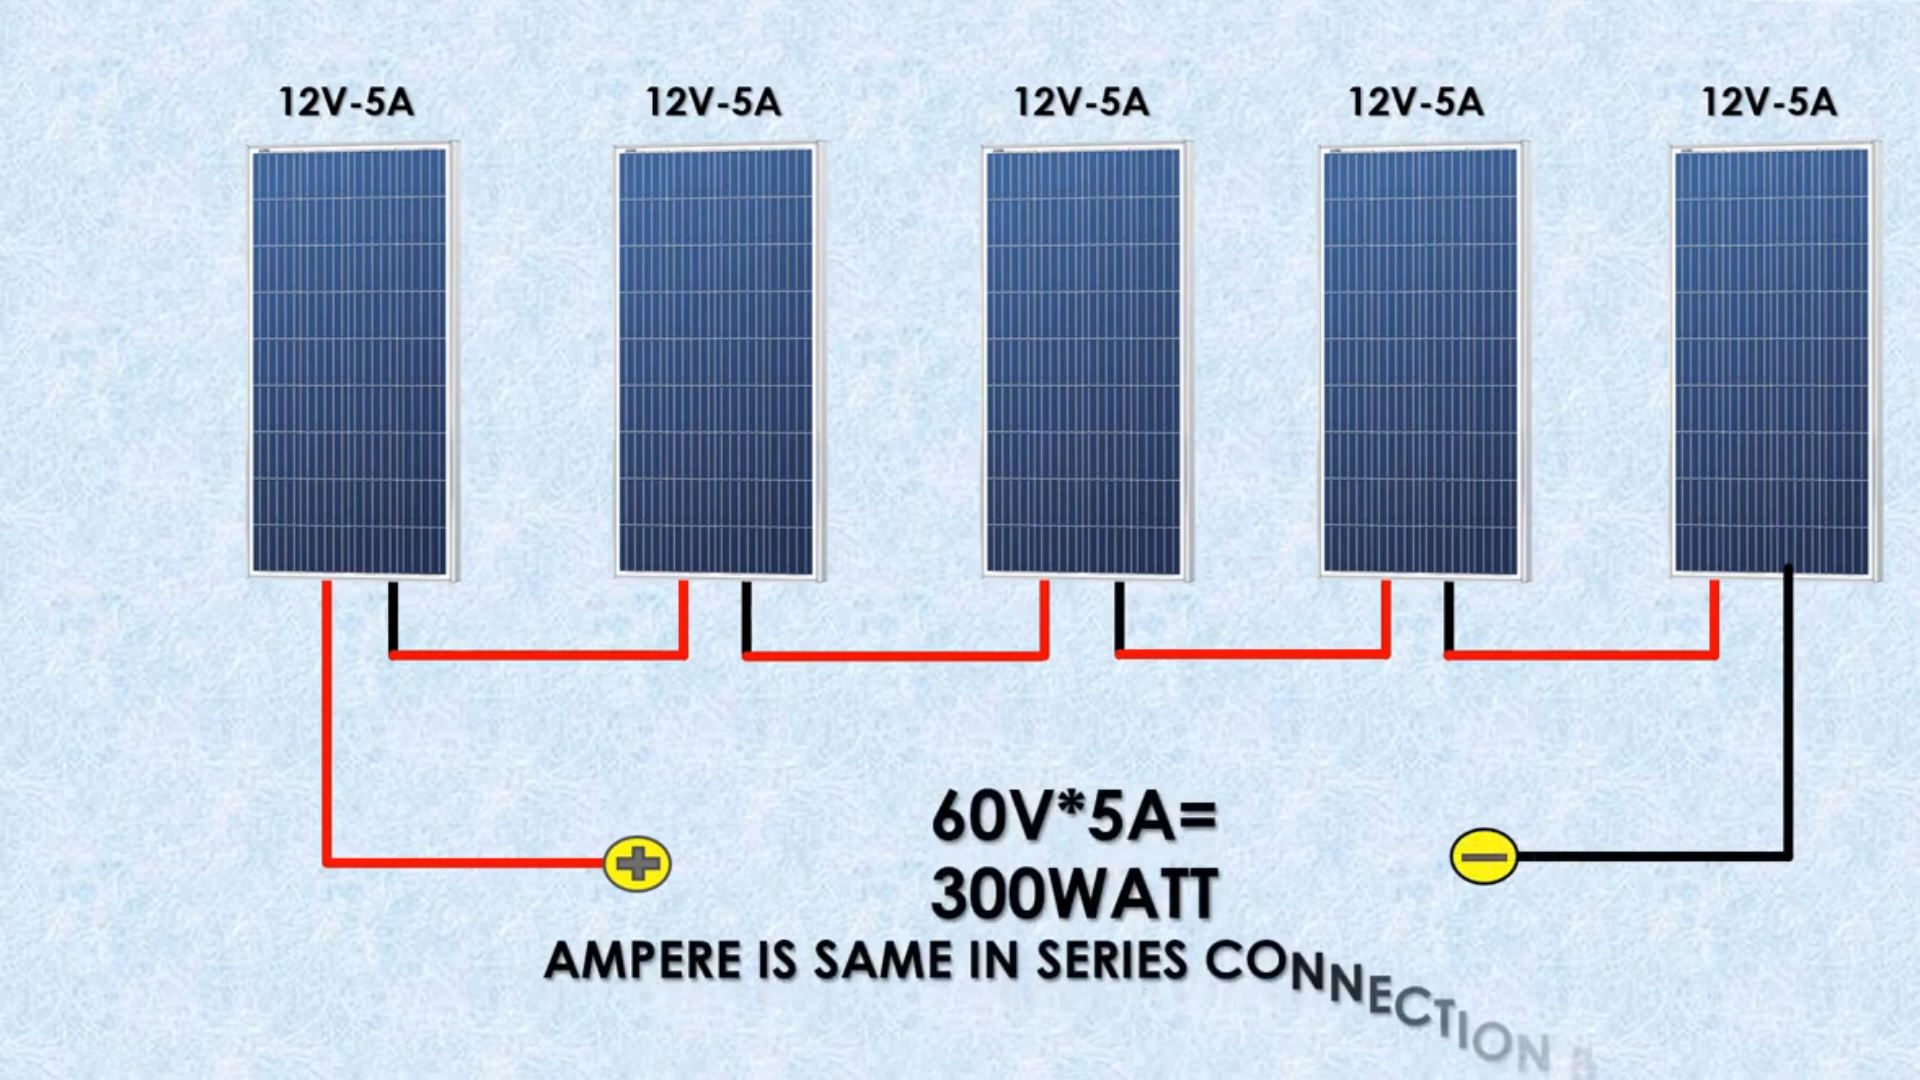 12V-5A 12V-5A 12V-5A 12V-5A 12V-5A
60V*5A=
300WATT
AMPERE IS SAME IN SERIES CONNECTION